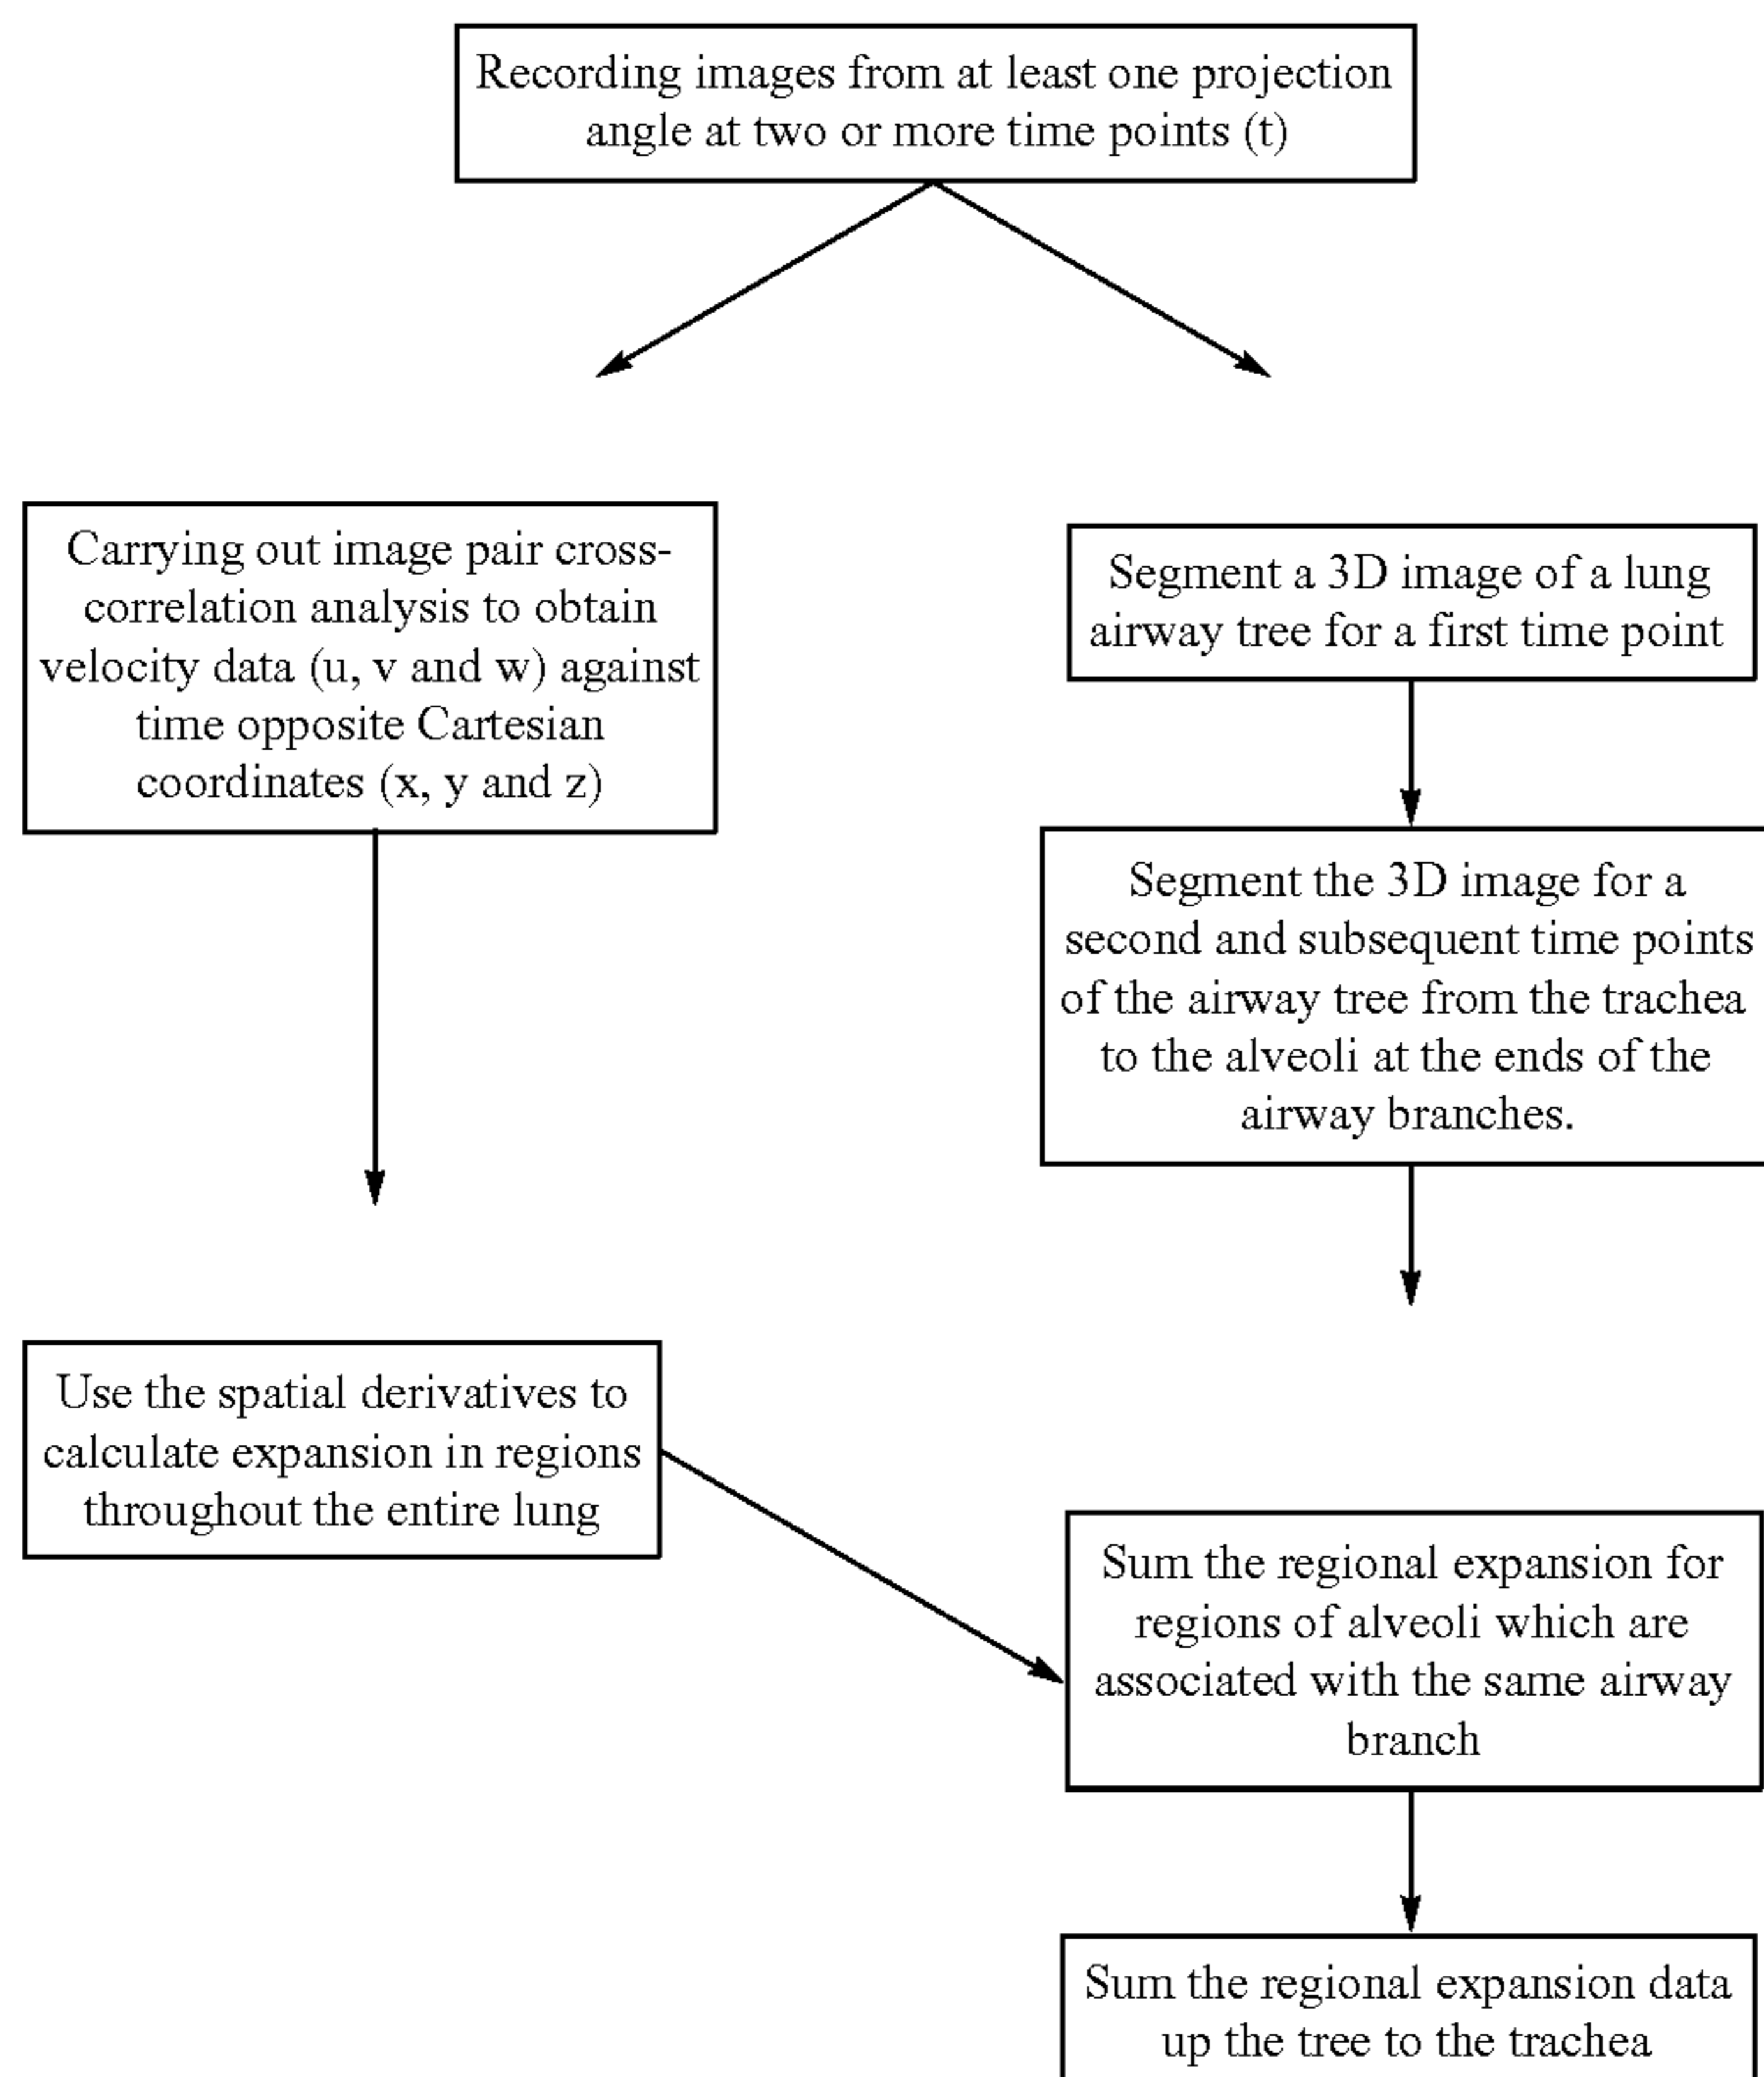 Recording images from at least one projection
angle at two or more time points (t)
Carrying out image pair cross-
correlation analysis to obtain
velocity data (u, v and w) against
time opposite Cartesian
coordinates (x, y and z)
Segment a 3D image of a lung
airway tree for a first time point
Segment the 3D image for a
second and subsequent time points
of the airway tree from the trachea
to the alveoli at the ends of the
airway branches.
Use the spatial derivatives to
calculate expansion in regions
throughout the entire lung
Sum the regional expansion for
regions of alveoli which are
associated with the same airway
branch
Sum the regional expansion data
up the tree to the trachea